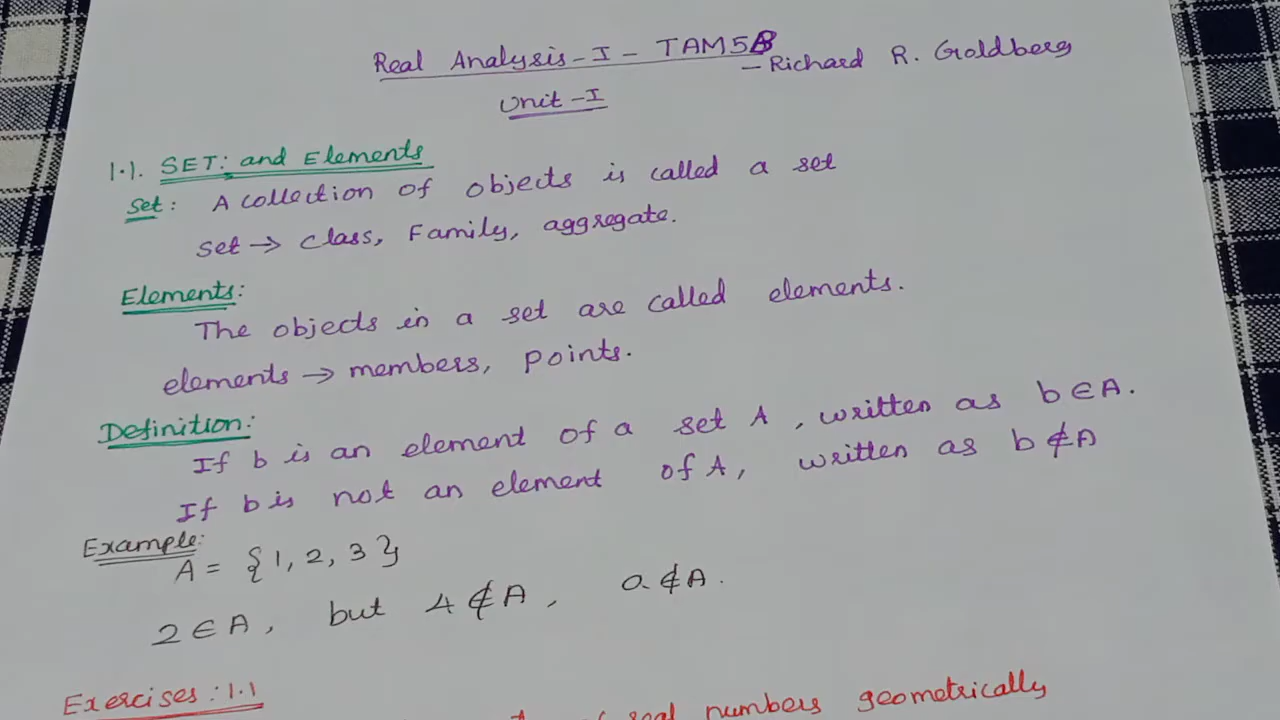 Real Analysis - I - TAM5B
- Richard R. Goldberg
Unit - I
1.1. SET: and Elements
Set: A collection of objects is called a set
Set → class, Family, aggregate.
Elements:
The objects in a set are called elements.
elements → members, points.
Definition:
If b is an element of a set A, written as b ∈ A.
If b is not an element of A, written as b ∉ A
Example:
A = {1, 2, 3}
2 ∈ A, but 4 ∉ A, a ∉ A.
Exercises: 1.1
real numbers geometrically